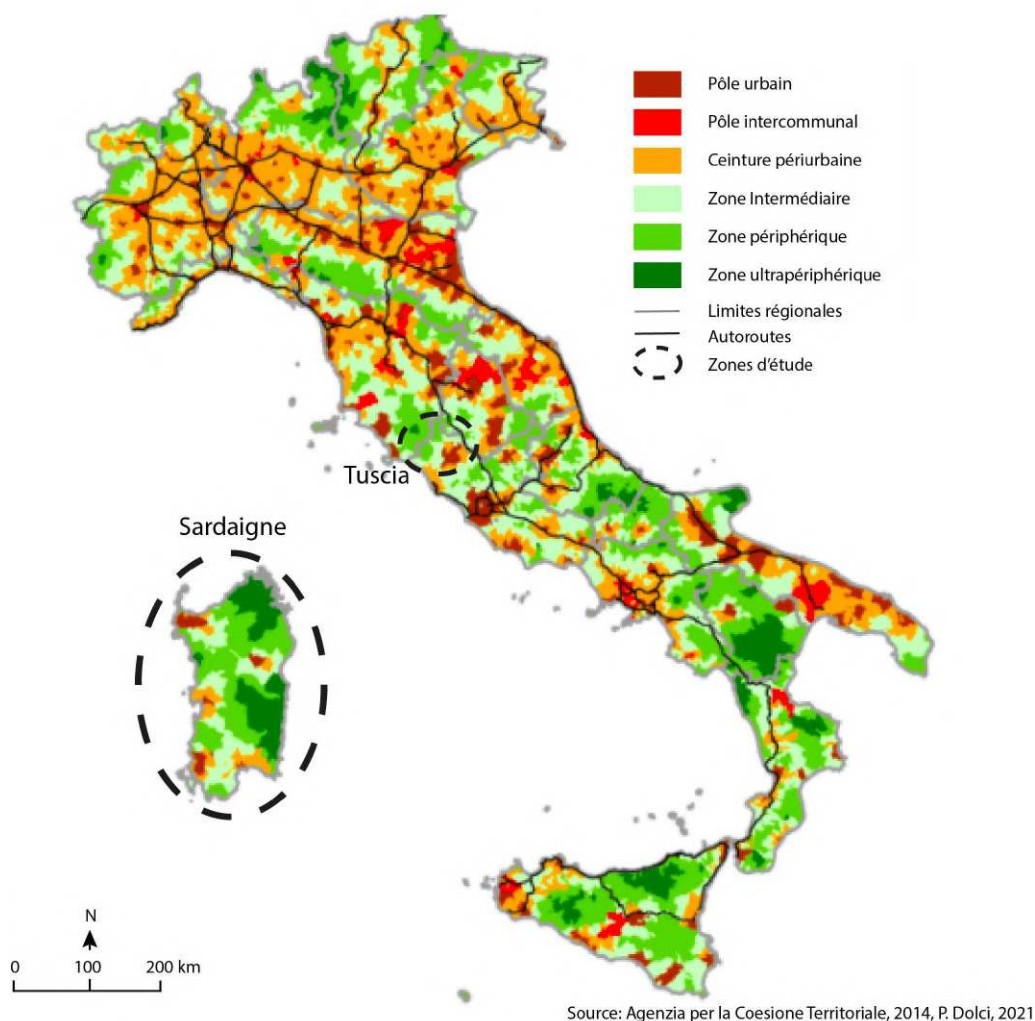 Pôle urbain
Pôle intercommunal
Ceinture périurbaine
Zone Intermédiaire
Zone périphérique
Zone ultrapériphérique
Limites régionales
Autoroutes
Zones d'étude
Tuscia
Sardaigne
N
0 100 200 km
Source: Agenzia per la Coesione Territoriale, 2014, P. Dolci, 2021